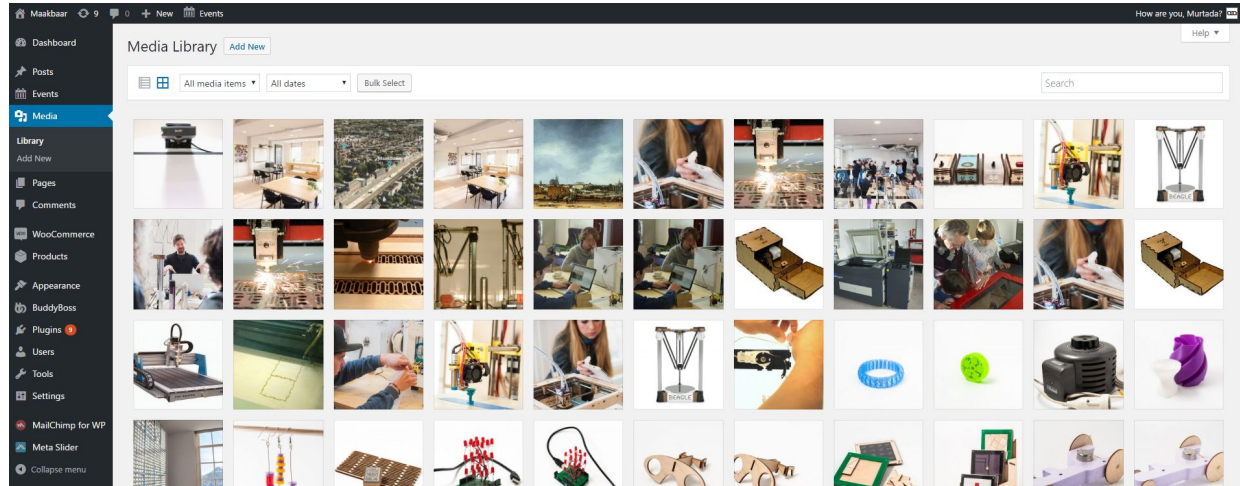 Maakbaar 9 0 New Events How are you, Murtada?
Help ▼
Dashboard
Posts
Events
Media
Library
Add New
Pages
Comments
WooCommerce
Products
Appearance
BuddyBoss
Plugins 9
Users
Tools
Settings
MailChimp for WP
Meta Slider
Collapse menu
Media Library Add New
All media items ▼ All dates ▼ Bulk Select Search
BEAGLE
BEAGLE